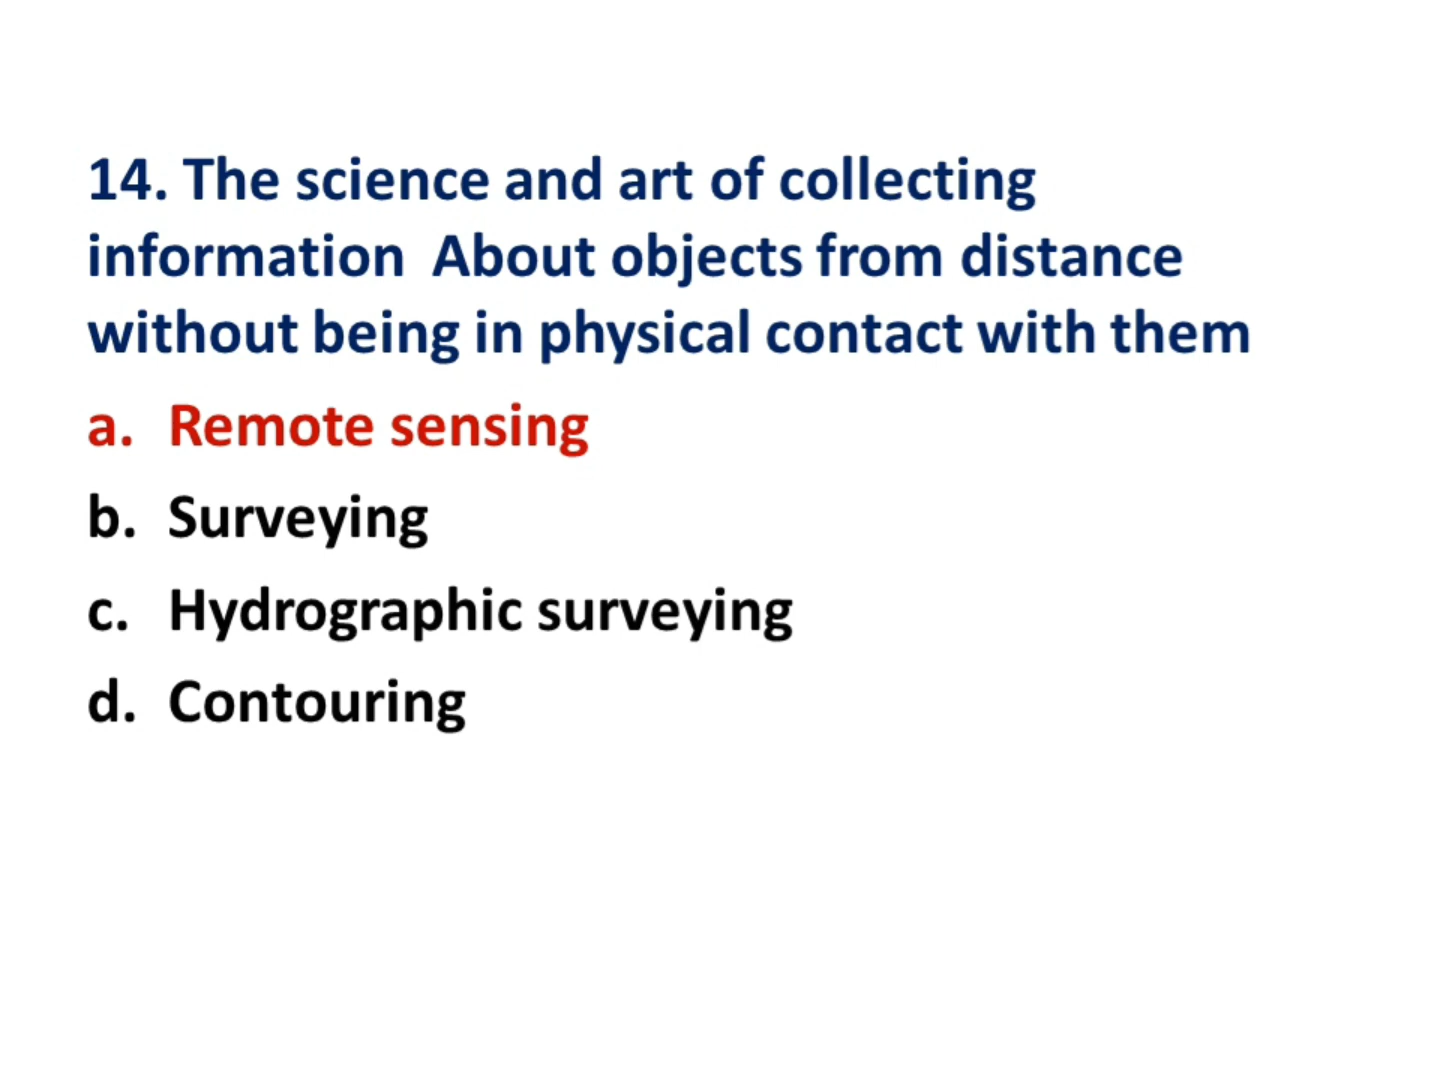 14. The science and art of collecting
information  About objects from distance
without being in physical contact with them
a. Remote sensing
b. Surveying
c. Hydrographic surveying
d. Contouring